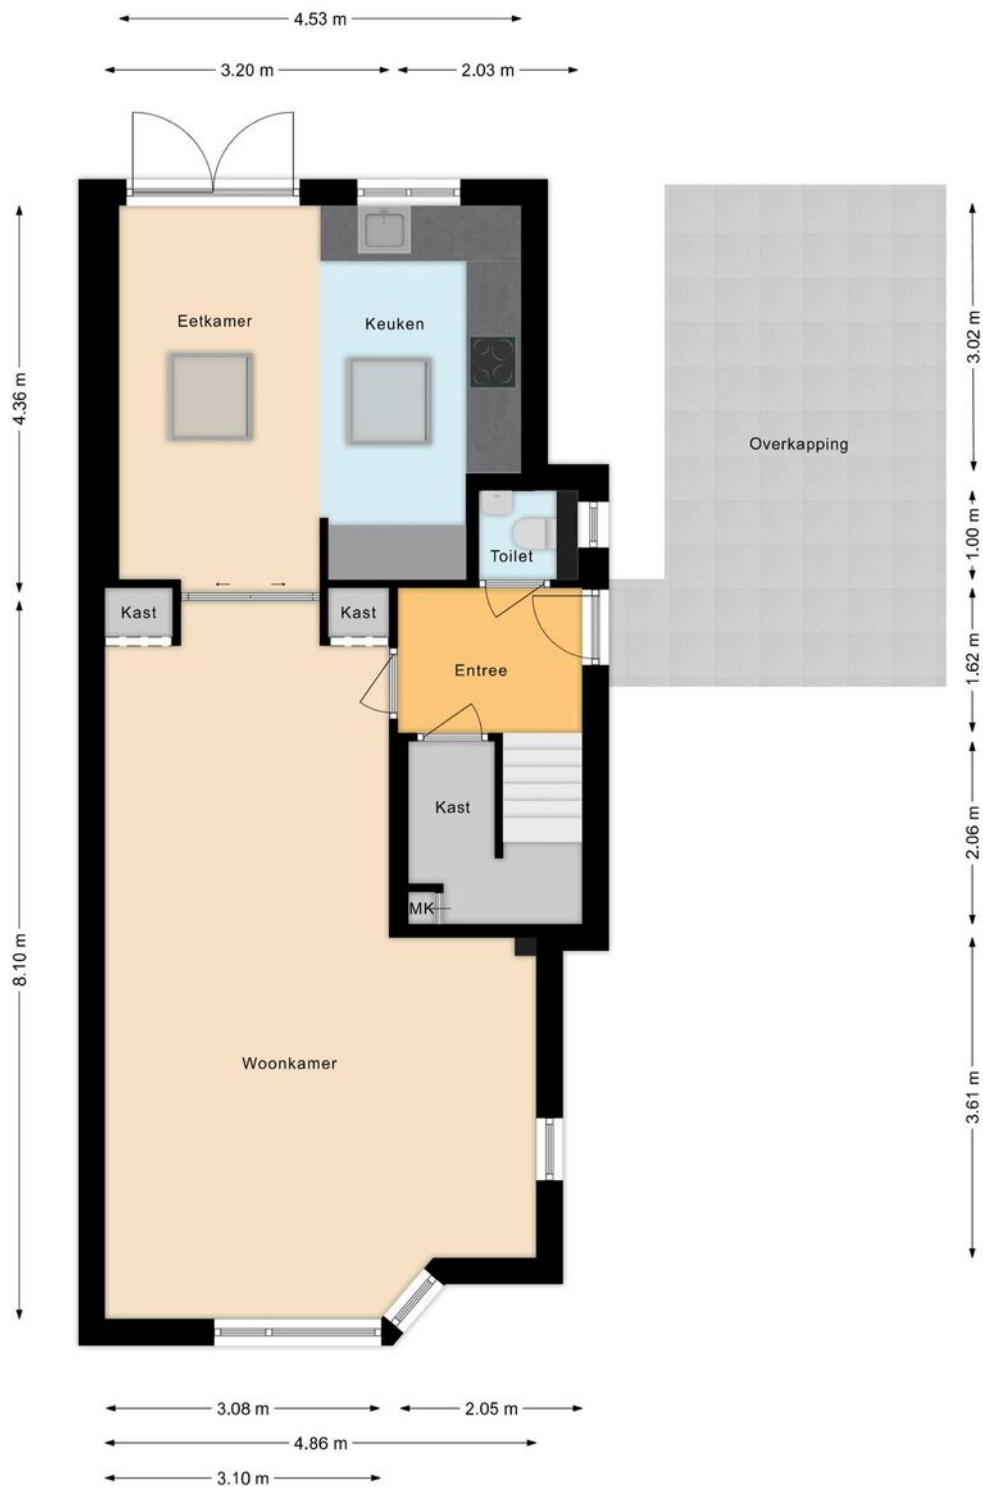 4.53 m
3.20 m
2.03 m
Eetkamer
Keuken
3.02 m
4.36 m
Overkapping
1.00 m
Toilet
Kast
Kast
Entree
1.62 m
Kast
2.06 m
MK
8.10 m
Woonkamer
3.61 m
3.08 m
2.05 m
4.86 m
3.10 m